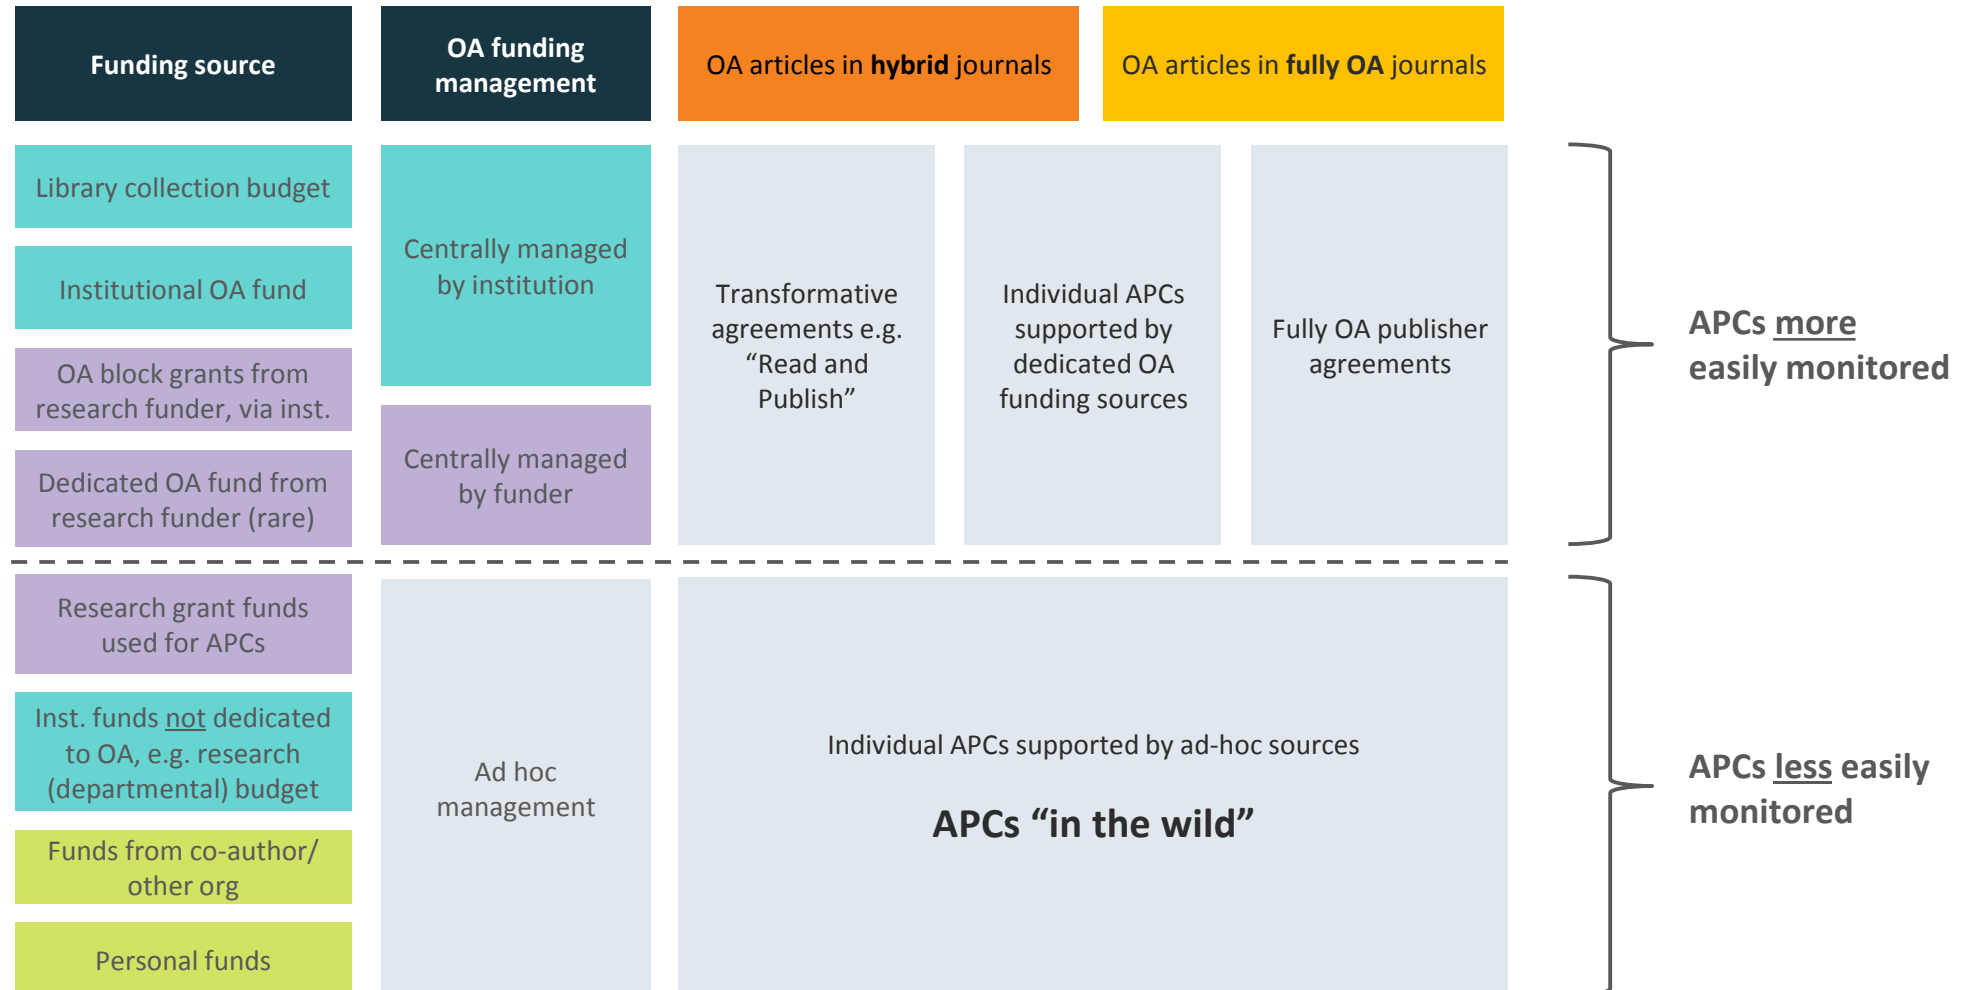 Funding source
OA funding
management
OA articles in hybrid journals
OA articles in fully OA journals
Library collection budget
Institutional OA fund
OA block grants from
research funder, via inst.
Dedicated OA fund from
research funder (rare)
Centrally managed
by institution
Centrally managed
by funder
Transformative
agreements e.g.
“Read and
Publish”
Individual APCs
supported by
dedicated OA
funding sources
Fully OA publisher
agreements
APCs more
easily monitored
Research grant funds
used for APCs
Inst. funds not dedicated
to OA, e.g. research
(departmental) budget
Funds from co-author/
other org
Personal funds
Ad hoc
management
Individual APCs supported by ad-hoc sources
APCs “in the wild”
APCs less easily
monitored